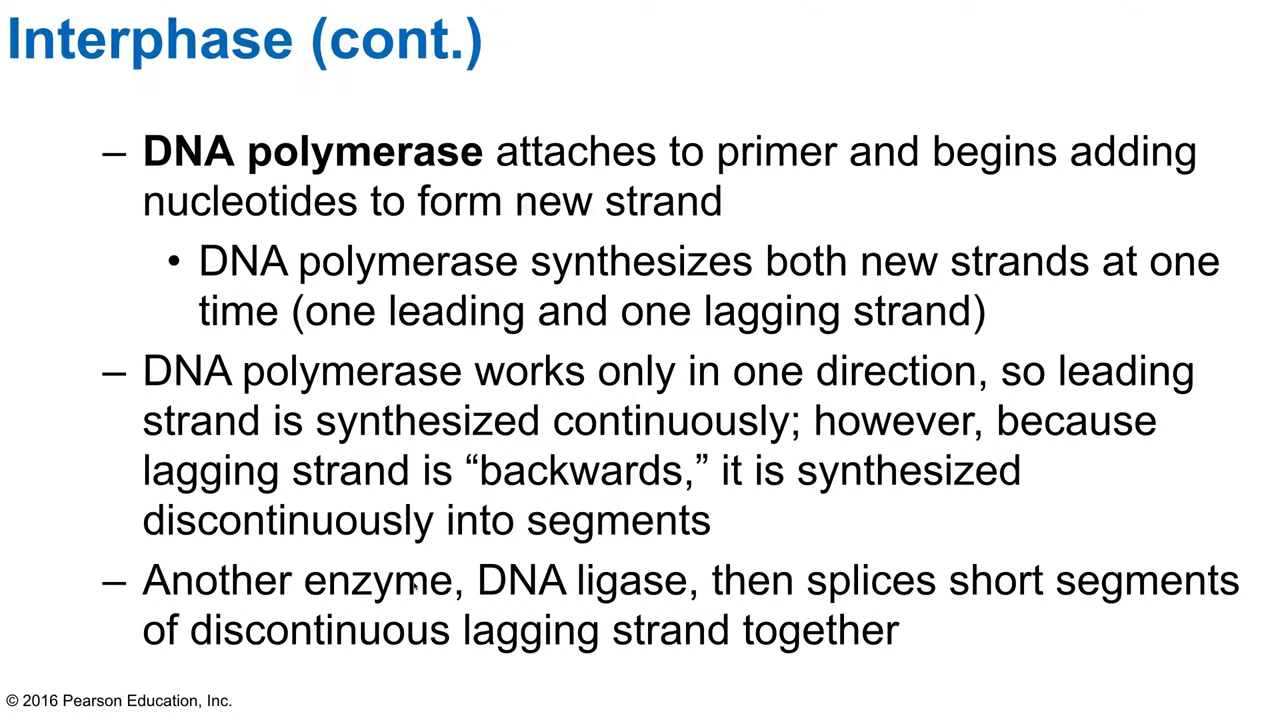 Interphase (cont.)
– DNA polymerase attaches to primer and begins adding
nucleotides to form new strand
• DNA polymerase synthesizes both new strands at one
time (one leading and one lagging strand)
– DNA polymerase works only in one direction, so leading
strand is synthesized continuously; however, because
lagging strand is “backwards,” it is synthesized
discontinuously into segments
– Another enzyme, DNA ligase, then splices short segments
of discontinuous lagging strand together
© 2016 Pearson Education, Inc.